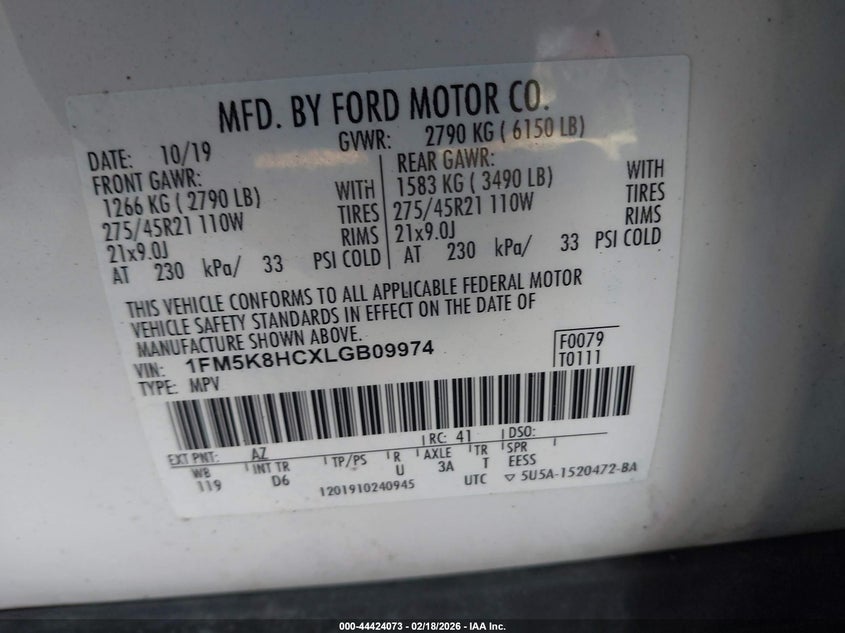 MFD. BY FORD MOTOR CO.
DATE: 10/19 GVWR: 2790 KG ( 6150 LB)
FRONT GAWR: REAR GAWR:
1266 KG ( 2790 LB) WITH 1583 KG ( 3490 LB) WITH
275/45R21 110W TIRES 275/45R21 110W TIRES
21x9.0J RIMS 21x9.0J RIMS
AT 230 kPa/ 33 PSI COLD AT 230 kPa/ 33 PSI COLD
THIS VEHICLE CONFORMS TO ALL APPLICABLE FEDERAL MOTOR
VEHICLE SAFETY STANDARDS IN EFFECT ON THE DATE OF
MANUFACTURE SHOWN ABOVE.
VIN: 1FM5K8HCXLGB09974 F0079
TYPE: MPV T0111
EXT PNT: AZ RC: 41 DSO:
WB INT TR TP/PS R AXLE TR SPR
119 D6 U 3A T EESS
1201910240945 UTC ▽ 5U5A-1520472-BA
000-44424073 - 02/18/2026 - IAA Inc.